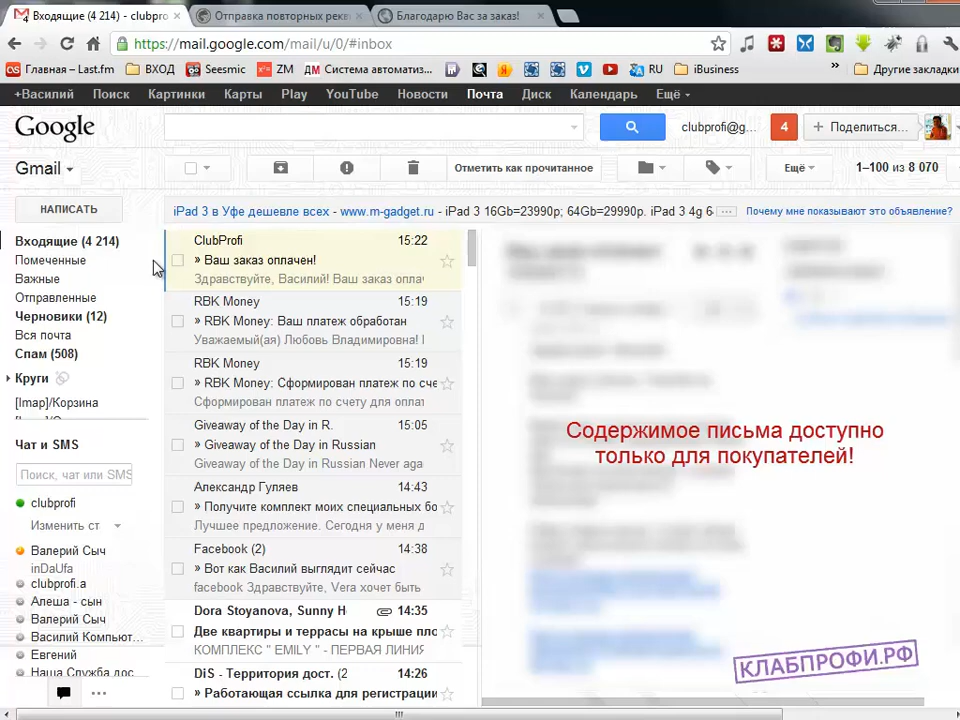 Входящие (4 214) - clubpro
Отправка повторных рекв
Благодарю Вас за заказ!
https://mail.google.com/mail/u/0/#inbox
Главная – Last.fm
ВХОД
Seesmic
ZM
Система автоматиз...
RU
iBusiness
»
Другие закладки
+Василий
Поиск
Картинки
Карты
Play
YouTube
Новости
Почта
Диск
Календарь
Ещё
Google
clubprofi@g...
4
+ Поделиться...
Gmail
Отметить как прочитанное
Ещё
1–100 из 8 070
НАПИСАТЬ
iPad 3 в Уфе дешевле всех - www.m-gadget.ru - iPad 3 16Gb=23990р; 64Gb=29990р. iPad 3 4g 6
Почему мне показывают это объявление?
Входящие (4 214)
Помеченные
Важные
Отправленные
Черновики (12)
Вся почта
Спам (508)
Круги
[Imap]/Корзина
Чат и SMS
Поиск, чат или SMS
clubprofi
Изменить ст
Валерий Сыч
inDaUfa
clubprofi.a
Алеша - сын
Валерий Сыч
Василий Компьют...
Евгений
Наша Служба дос
ClubProfi 15:22
» Ваш заказ оплачен!
Здравствуйте, Василий! Ваш заказ опла
RBK Money 15:19
» RBK Money: Ваш платеж обработан
Уважаемый(ая) Любовь Владимировна!
RBK Money 15:19
» RBK Money: Сформирован платеж по сче
Сформирован платеж по счету для оплат
Giveaway of the Day in R. 15:05
» Giveaway of the Day in Russian
Giveaway of the Day in Russian Never aga
Александр Гуляев 14:43
» Получите комплект моих специальных бо
Лучшее предложение. Сегодня у меня д
Facebook (2) 14:38
» Вот как Василий выглядит сейчас
facebook Здравствуйте, Vera хочет быть
Dora Stoyanova, Sunny H 14:35
Две квартиры и террасы на крыше пло
КОМПЛЕКС " EMILY " - ПЕРВАЯ ЛИНИЯ
DiS - Территория дост. (2 14:26
» Работающая ссылка для регистрации
Содержимое письма доступно
только для покупателей!
КЛАБПРОФИ.РФ